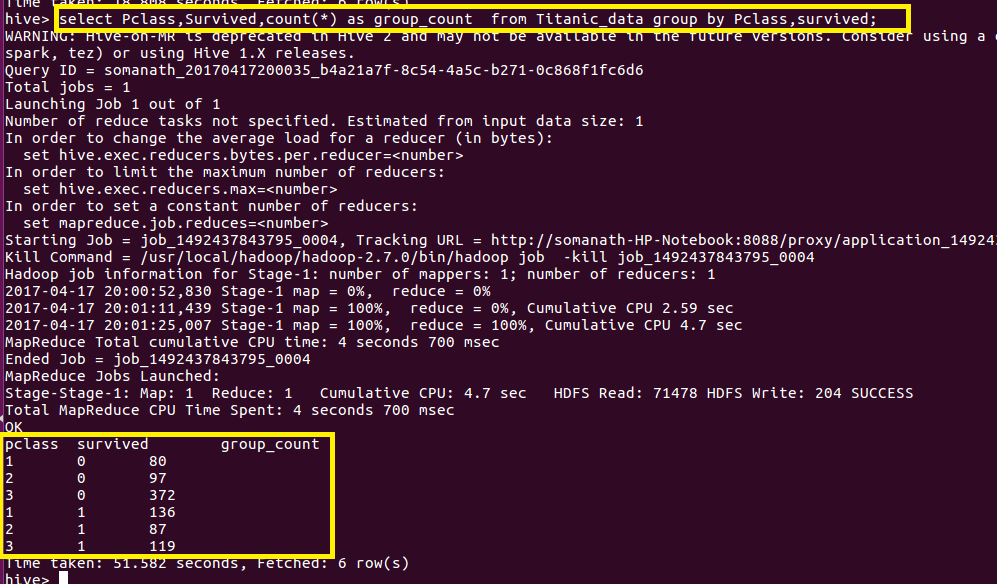 Time taken: 18.808 seconds, Fetched: 6 row(s)
hive> select Pclass,Survived,count(*) as group_count  from Titanic_data group by Pclass,survived;
WARNING: Hive-on-MR is deprecated in Hive 2 and may not be available in the future versions. Consider using a
spark, tez) or using Hive 1.X releases.
Query ID = somanath_20170417200035_b4a21a7f-8c54-4a5c-b271-0c868f1fc6d6
Total jobs = 1
Launching Job 1 out of 1
Number of reduce tasks not specified. Estimated from input data size: 1
In order to change the average load for a reducer (in bytes):
  set hive.exec.reducers.bytes.per.reducer=<number>
In order to limit the maximum number of reducers:
  set hive.exec.reducers.max=<number>
In order to set a constant number of reducers:
  set mapreduce.job.reduces=<number>
Starting Job = job_1492437843795_0004, Tracking URL = http://somanath-HP-Notebook:8088/proxy/application_14924
Kill Command = /usr/local/hadoop/hadoop-2.7.0/bin/hadoop job  -kill job_1492437843795_0004
Hadoop job information for Stage-1: number of mappers: 1; number of reducers: 1
2017-04-17 20:00:52,830 Stage-1 map = 0%,  reduce = 0%
2017-04-17 20:01:11,439 Stage-1 map = 100%,  reduce = 0%, Cumulative CPU 2.59 sec
2017-04-17 20:01:25,007 Stage-1 map = 100%,  reduce = 100%, Cumulative CPU 4.7 sec
MapReduce Total cumulative CPU time: 4 seconds 700 msec
Ended Job = job_1492437843795_0004
MapReduce Jobs Launched:
Stage-Stage-1: Map: 1  Reduce: 1   Cumulative CPU: 4.7 sec   HDFS Read: 71478 HDFS Write: 204 SUCCESS
Total MapReduce CPU Time Spent: 4 seconds 700 msec
OK
pclass  survived        group_count
1       0       80
2       0       97
3       0       372
1       1       136
2       1       87
3       1       119
Time taken: 51.582 seconds, Fetched: 6 row(s)
hive>